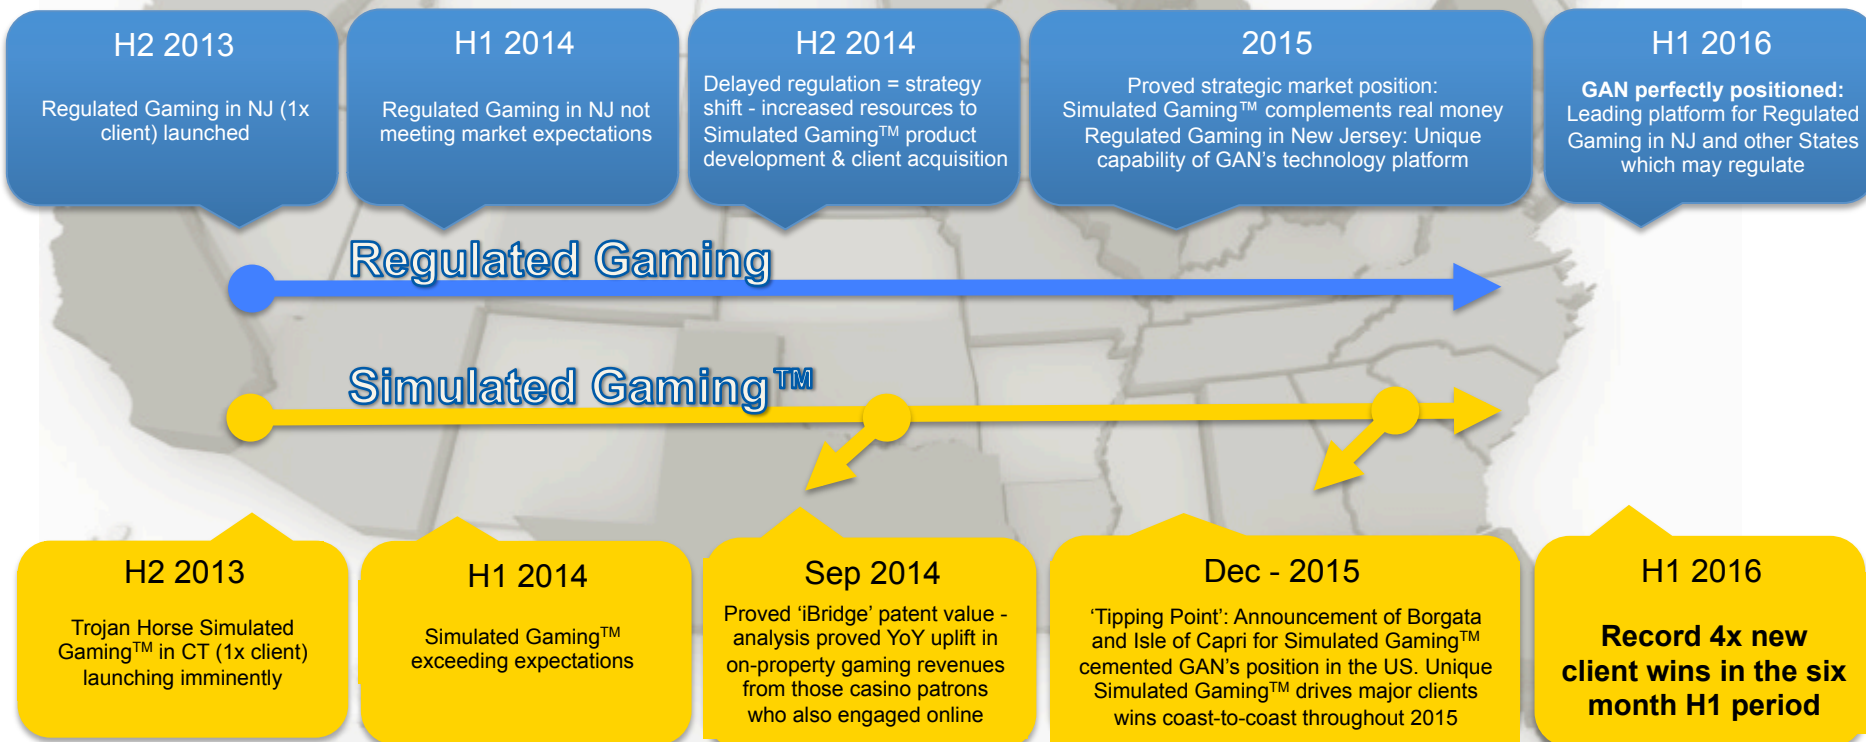 H2 2013
Regulated Gaming in NJ (1x
client) launched
H1 2014
Regulated Gaming in NJ not
meeting market expectations
H2 2014
Delayed regulation = strategy
shift - increased resources to
Simulated Gaming™ product
development & client acquisition
2015
Proved strategic market position:
Simulated Gaming™ complements real money
Regulated Gaming in New Jersey: Unique
capability of GAN's technology platform
H1 2016
GAN perfectly positioned:
Leading platform for Regulated
Gaming in NJ and other States
which may regulate
Regulated Gaming
Simulated Gaming™
H2 2013
Trojan Horse Simulated
Gaming™ in CT (1x client)
launching imminently
H1 2014
Simulated Gaming™
exceeding expectations
Sep 2014
Proved 'iBridge' patent value -
analysis proved YoY uplift in
on-property gaming revenues
from those casino patrons
who also engaged online
Dec - 2015
'Tipping Point': Announcement of Borgata
and Isle of Capri for Simulated Gaming™
cemented GAN's position in the US. Unique
Simulated Gaming™ drives major clients
wins coast-to-coast throughout 2015
H1 2016
Record 4x new
client wins in the six
month H1 period